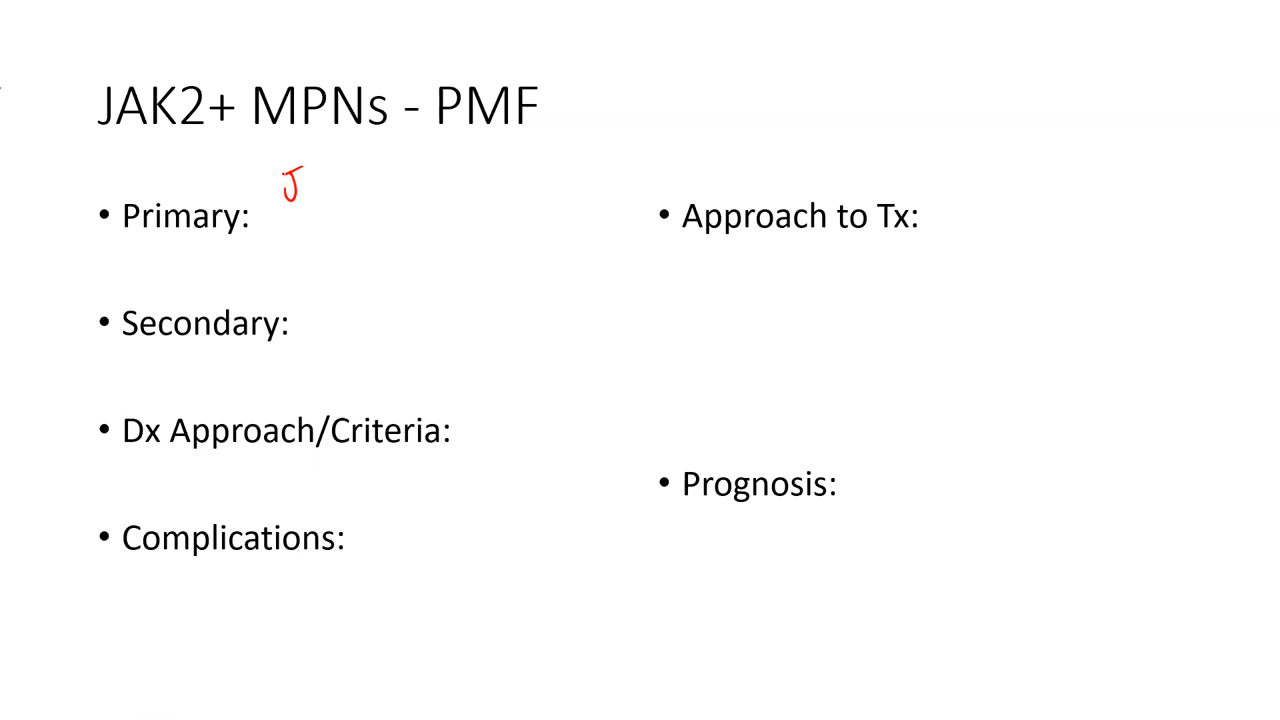 JAK2+ MPNs - PMF
J
• Primary:
• Secondary:
• Dx Approach/Criteria:
• Complications:
• Approach to Tx:
• Prognosis: